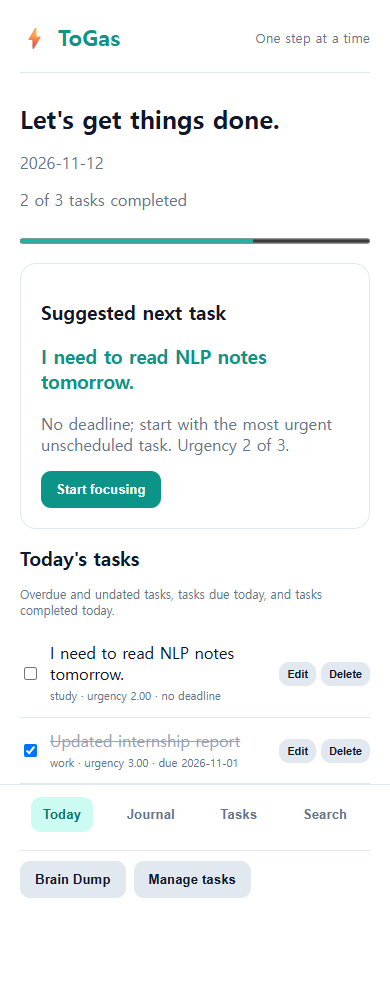 ToGas
One step at a time
Let's get things done.
2026-11-12
2 of 3 tasks completed
Suggested next task
I need to read NLP notes
tomorrow.
No deadline; start with the most urgent
unscheduled task. Urgency 2 of 3.
Start focusing
Today's tasks
Overdue and undated tasks, tasks due today, and tasks
completed today.
I need to read NLP notes
tomorrow.
study · urgency 2.00 · no deadline
Edit
Delete
Updated internship report
work · urgency 3.00 · due 2026-11-01
Edit
Delete
Today
Journal
Tasks
Search
Brain Dump
Manage tasks